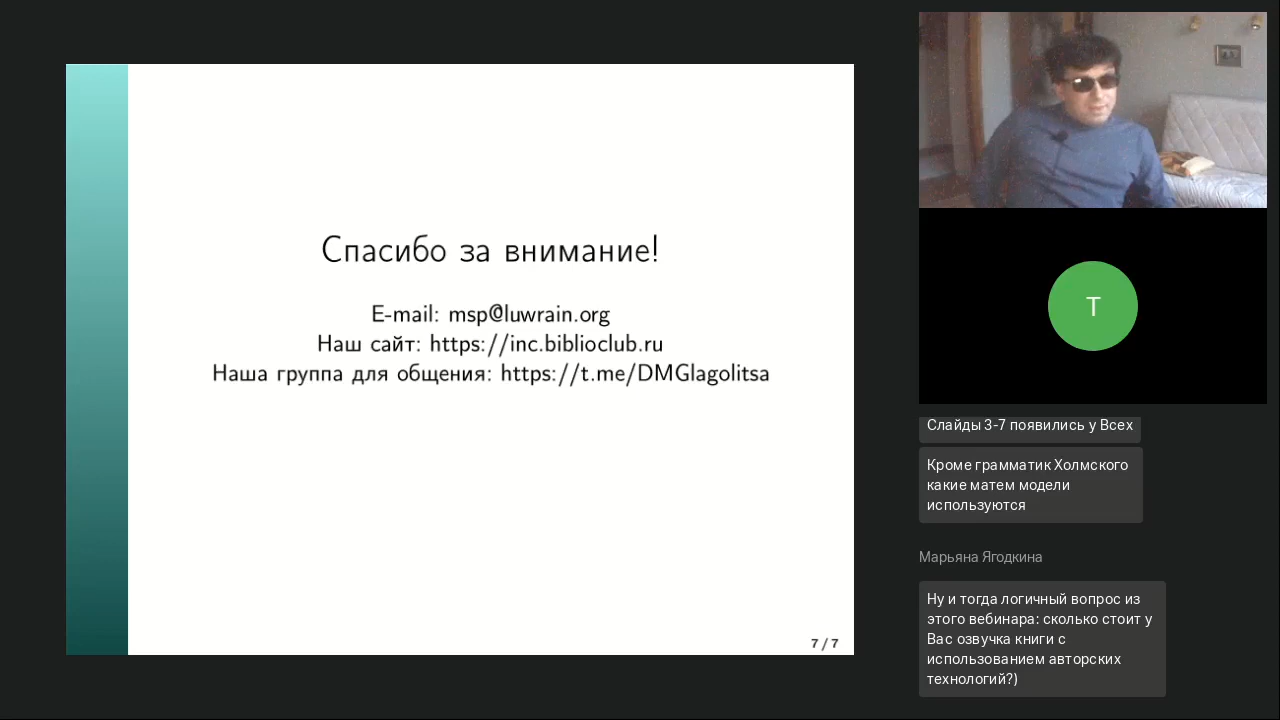 Спасибо за внимание!
E-mail: msp@luwrain.org
Наш сайт: https://inc.biblioclub.ru
Наша группа для общения: https://t.me/DMGlagolitsa
7 / 7
T
Слайды 3-7 появились у Всех
Кроме грамматик Холмского
какие матем модели
используются
Марьяна Ягодкина
Ну и тогда логичный вопрос из
этого вебинара: сколько стоит у
Вас озвучка книги с
использованием авторских
технологий?)